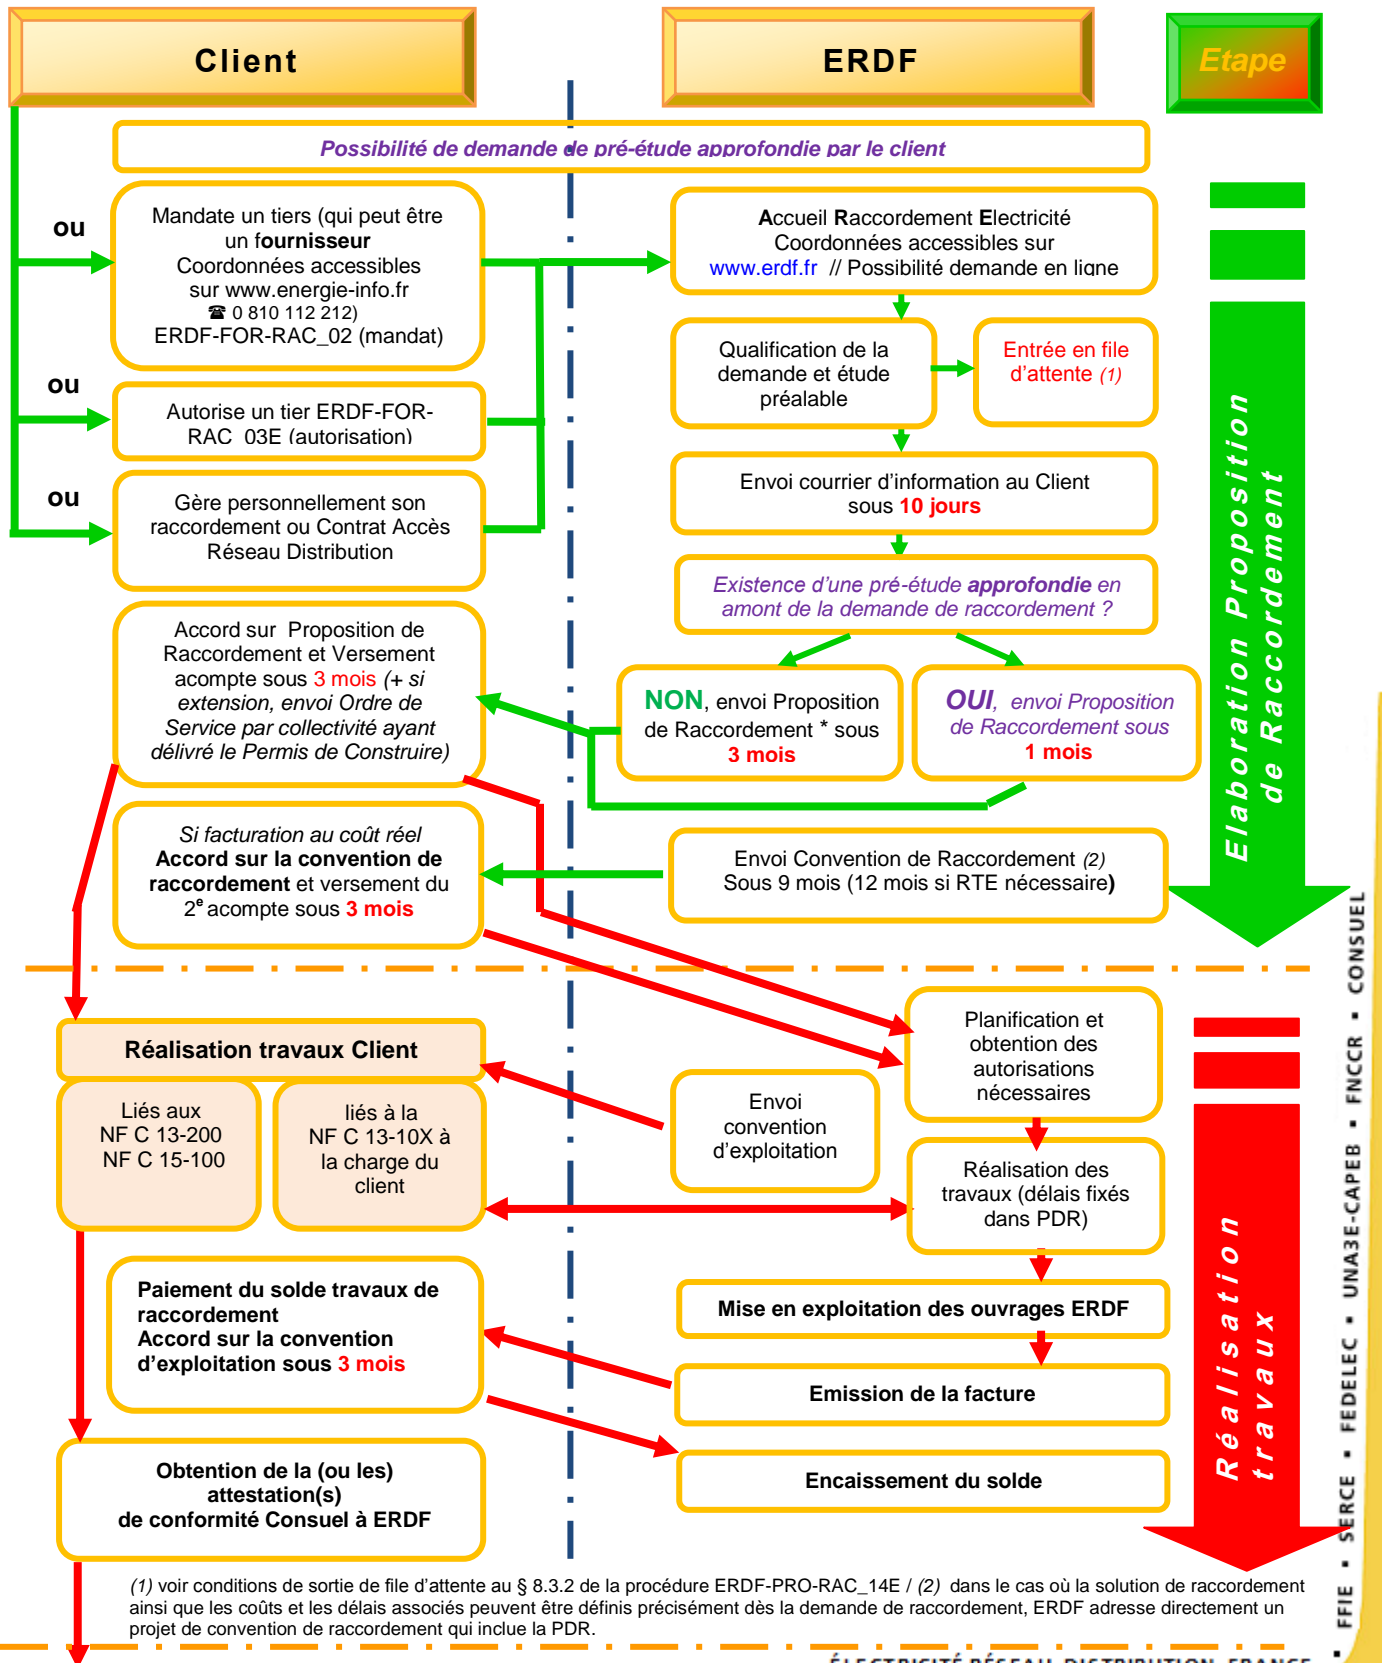 Client
ERDF
Etape
Possibilité de demande de pré-étude approfondie par le client
ou
Mandate un tiers (qui peut être
un fournisseur
Coordonnées accessibles
sur www.energie-info.fr
☎ 0 810 112 212)
ERDF-FOR-RAC_02 (mandat)
ou
Autorise un tier ERDF-FOR-
RAC_03E (autorisation)
ou
Gère personnellement son
raccordement ou Contrat Accès
Réseau Distribution
Accueil Raccordement Electricité
Coordonnées accessibles sur
www.erdf.fr // Possibilité demande en ligne
Qualification de la
demande et étude
préalable
Entrée en file
d'attente (1)
Envoi courrier d'information au Client
sous 10 jours
Existence d'une pré-étude approfondie en
amont de la demande de raccordement ?
NON, envoi Proposition
de Raccordement * sous
3 mois
OUI, envoi Proposition
de Raccordement sous
1 mois
Accord sur Proposition de
Raccordement et Versement
acompte sous 3 mois (+ si
extension, envoi Ordre de
Service par collectivité ayant
délivré le Permis de Construire)
Si facturation au coût réel
Accord sur la convention de
raccordement et versement du
2e acompte sous 3 mois
Envoi Convention de Raccordement (2)
Sous 9 mois (12 mois si RTE nécessaire)
Elaboration Proposition
de Raccordement
Réalisation travaux Client
Liés aux
NF C 13-200
NF C 15-100
liés à la
NF C 13-10X à
la charge du
client
Envoi
convention
d'exploitation
Planification et
obtention des
autorisations
nécessaires
Réalisation des
travaux (délais fixés
dans PDR)
Mise en exploitation des ouvrages ERDF
Paiement du solde travaux de
raccordement
Accord sur la convention
d'exploitation sous 3 mois
Emission de la facture
Encaissement du solde
Obtention de la (ou les)
attestation(s)
de conformité Consuel à ERDF
Réalisation
travaux
(1) voir conditions de sortie de file d'attente au § 8.3.2 de la procédure ERDF-PRO-RAC_14E / (2) dans le cas où la solution de raccordement
ainsi que les coûts et les délais associés peuvent être définis précisément dès la demande de raccordement, ERDF adresse directement un
projet de convention de raccordement qui inclue la PDR.
▪ FFIE ▪ SERCE ▪ FEDELEC ▪ UNA3E-CAPEB ▪ FNCCR ▪ CONSUEL
ÉLECTRICITÉ RÉSEAU DISTRIBUTION FRANCE